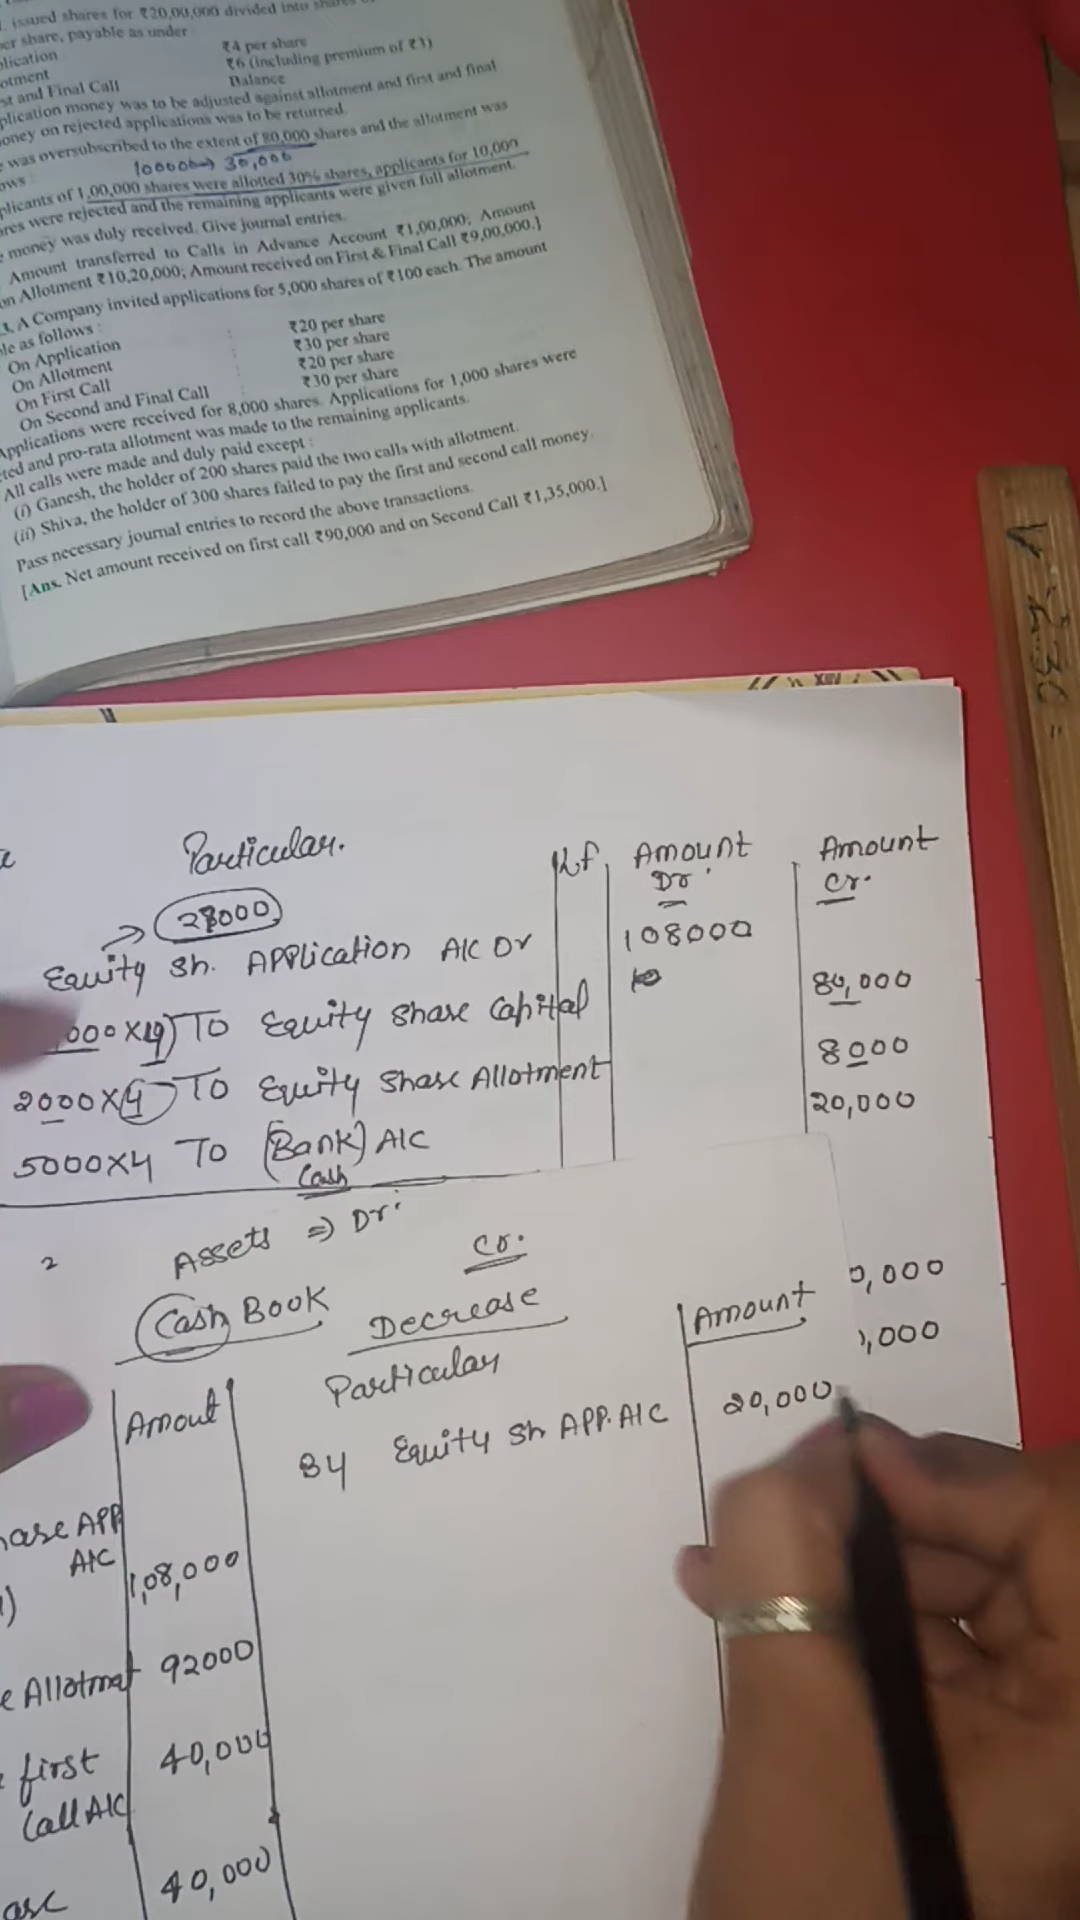 issued shares for ₹20,00,000 divided into shares
er share, payable as under
lication ₹4 per share
otment ₹6 (including premium of ₹3)
st and Final Call Balance
plication money was to be adjusted against allotment and first and final
oney on rejected applications was to be returned.
was oversubscribed to the extent of 80,000 shares and the allotment was
ows :
100000→ 30,000
plicants of 1,00,000 shares were allotted 30% shares, applicants for 10,000
ares were rejected and the remaining applicants were given full allotment.
e money was duly received. Give journal entries.
Amount transferred to Calls in Advance Account ₹1,00,000; Amount
on Allotment ₹10,20,000; Amount received on First & Final Call ₹9,00,000.]
3. A Company invited applications for 5,000 shares of ₹100 each. The amount
le as follows :
On Application : ₹20 per share
On Allotment : ₹30 per share
On First Call : ₹20 per share
On Second and Final Call : ₹30 per share
Applications were received for 8,000 shares. Applications for 1,000 shares were
ted and pro-rata allotment was made to the remaining applicants.
All calls were made and duly paid except :
(i) Ganesh, the holder of 200 shares paid the two calls with allotment.
(ii) Shiva, the holder of 300 shares failed to pay the first and second call money.
Pass necessary journal entries to record the above transactions.
[Ans. Net amount received on first call ₹90,000 and on Second Call ₹1,35,000.]
Particular. L.f. Amount Dr. Amount Cr.
Equity Sh. APPlication A/C Dr 108000
000×4) To Equity Share Capital 80,000
2000×4 To Equity Share Allotment 8000
5000×4 To (Bank) A/C 20,000
Cash
2 Assets ⇒ Dr.
Cr.
0,000
Cash Book Decrease
,000
Amout Particular Amount
By Equity Sh APP. A/C 20,000
hare APP
A/C 1,08,000
1)
e Allotmat 92000
first 40,000
Call A/C
40,000
are